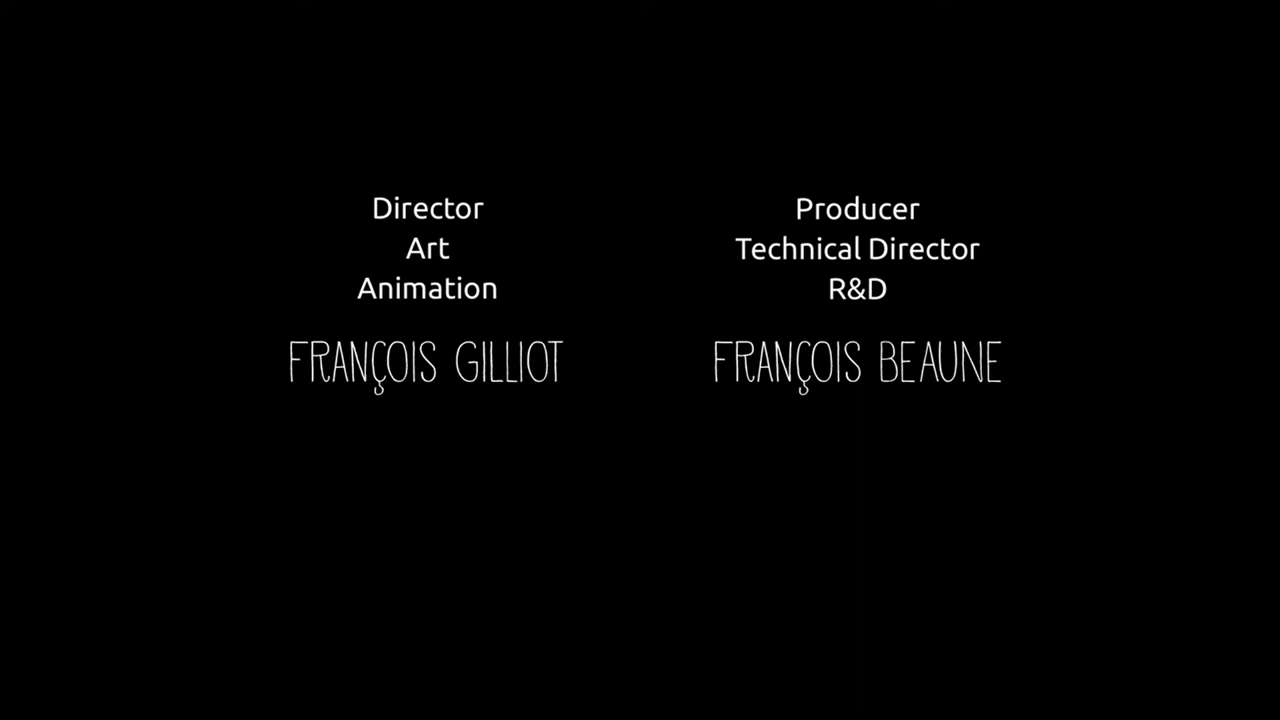 Director
Art
Animation
FRANÇOIS GILLIOT
Producer
Technical Director
R&D
FRANÇOIS BEAUNE